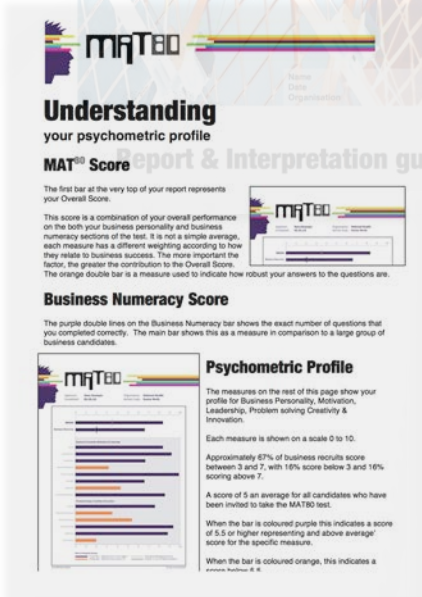 MAT80
Name
Date
Organisation
Understanding
your psychometric profile
Report & Interpretation gu
MAT80 Score
The first bar at the very top of your report represents
your Overall Score.
This score is a combination of your overall performance
on the both your business personality and business
numeracy sections of the test. It is not a simple average,
each measure has a different weighting according to how
they relate to business success. The more important the
factor, the greater the contribution to the Overall Score.
The orange double bar is a measure used to indicate how robust your answers to the questions are.
MAT80
Business Numeracy Score
The purple double lines on the Business Numeracy bar shows the exact number of questions that
you completed correctly. The main bar shows this as a measure in comparison to a large group of
business candidates.
MAT80
Psychometric Profile
The measures on the rest of this page show your
profile for Business Personality, Motivation,
Leadership, Problem solving Creativity &
Innovation.
Each measure is shown on a scale 0 to 10.
Approximately 67% of business recruits score
between 3 and 7, with 16% score below 3 and 16%
scoring above 7.
A score of 5 an average for all candidates who have
been invited to take the MAT80 test.
When the bar is coloured purple this indicates a score
of 5.5 or higher representing and above average'
score for the specific measure.
When the bar is coloured orange, this indicates a